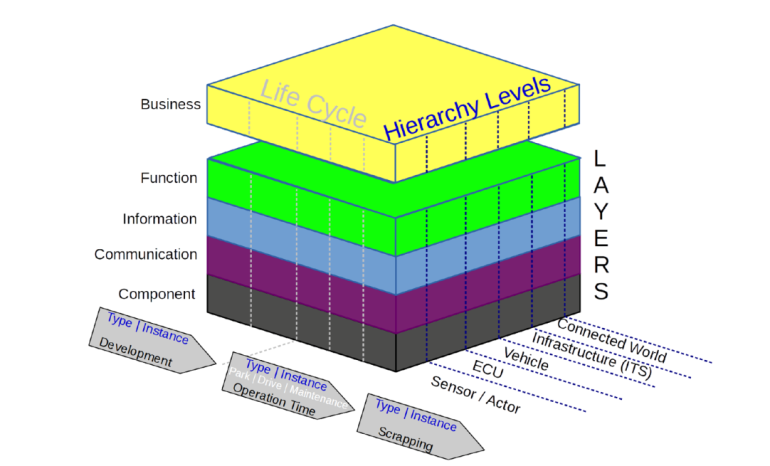 Life Cycle
Hierarchy Levels
Business
Function
Information
Communication
Component
L
A
Y
E
R
S
Type | Instance
Development
Type | Instance
Park | Drive | Maintenance
Operation Time
Type | Instance
Scrapping
Connected World
Infrastructure (ITS)
Vehicle
ECU
Sensor / Actor